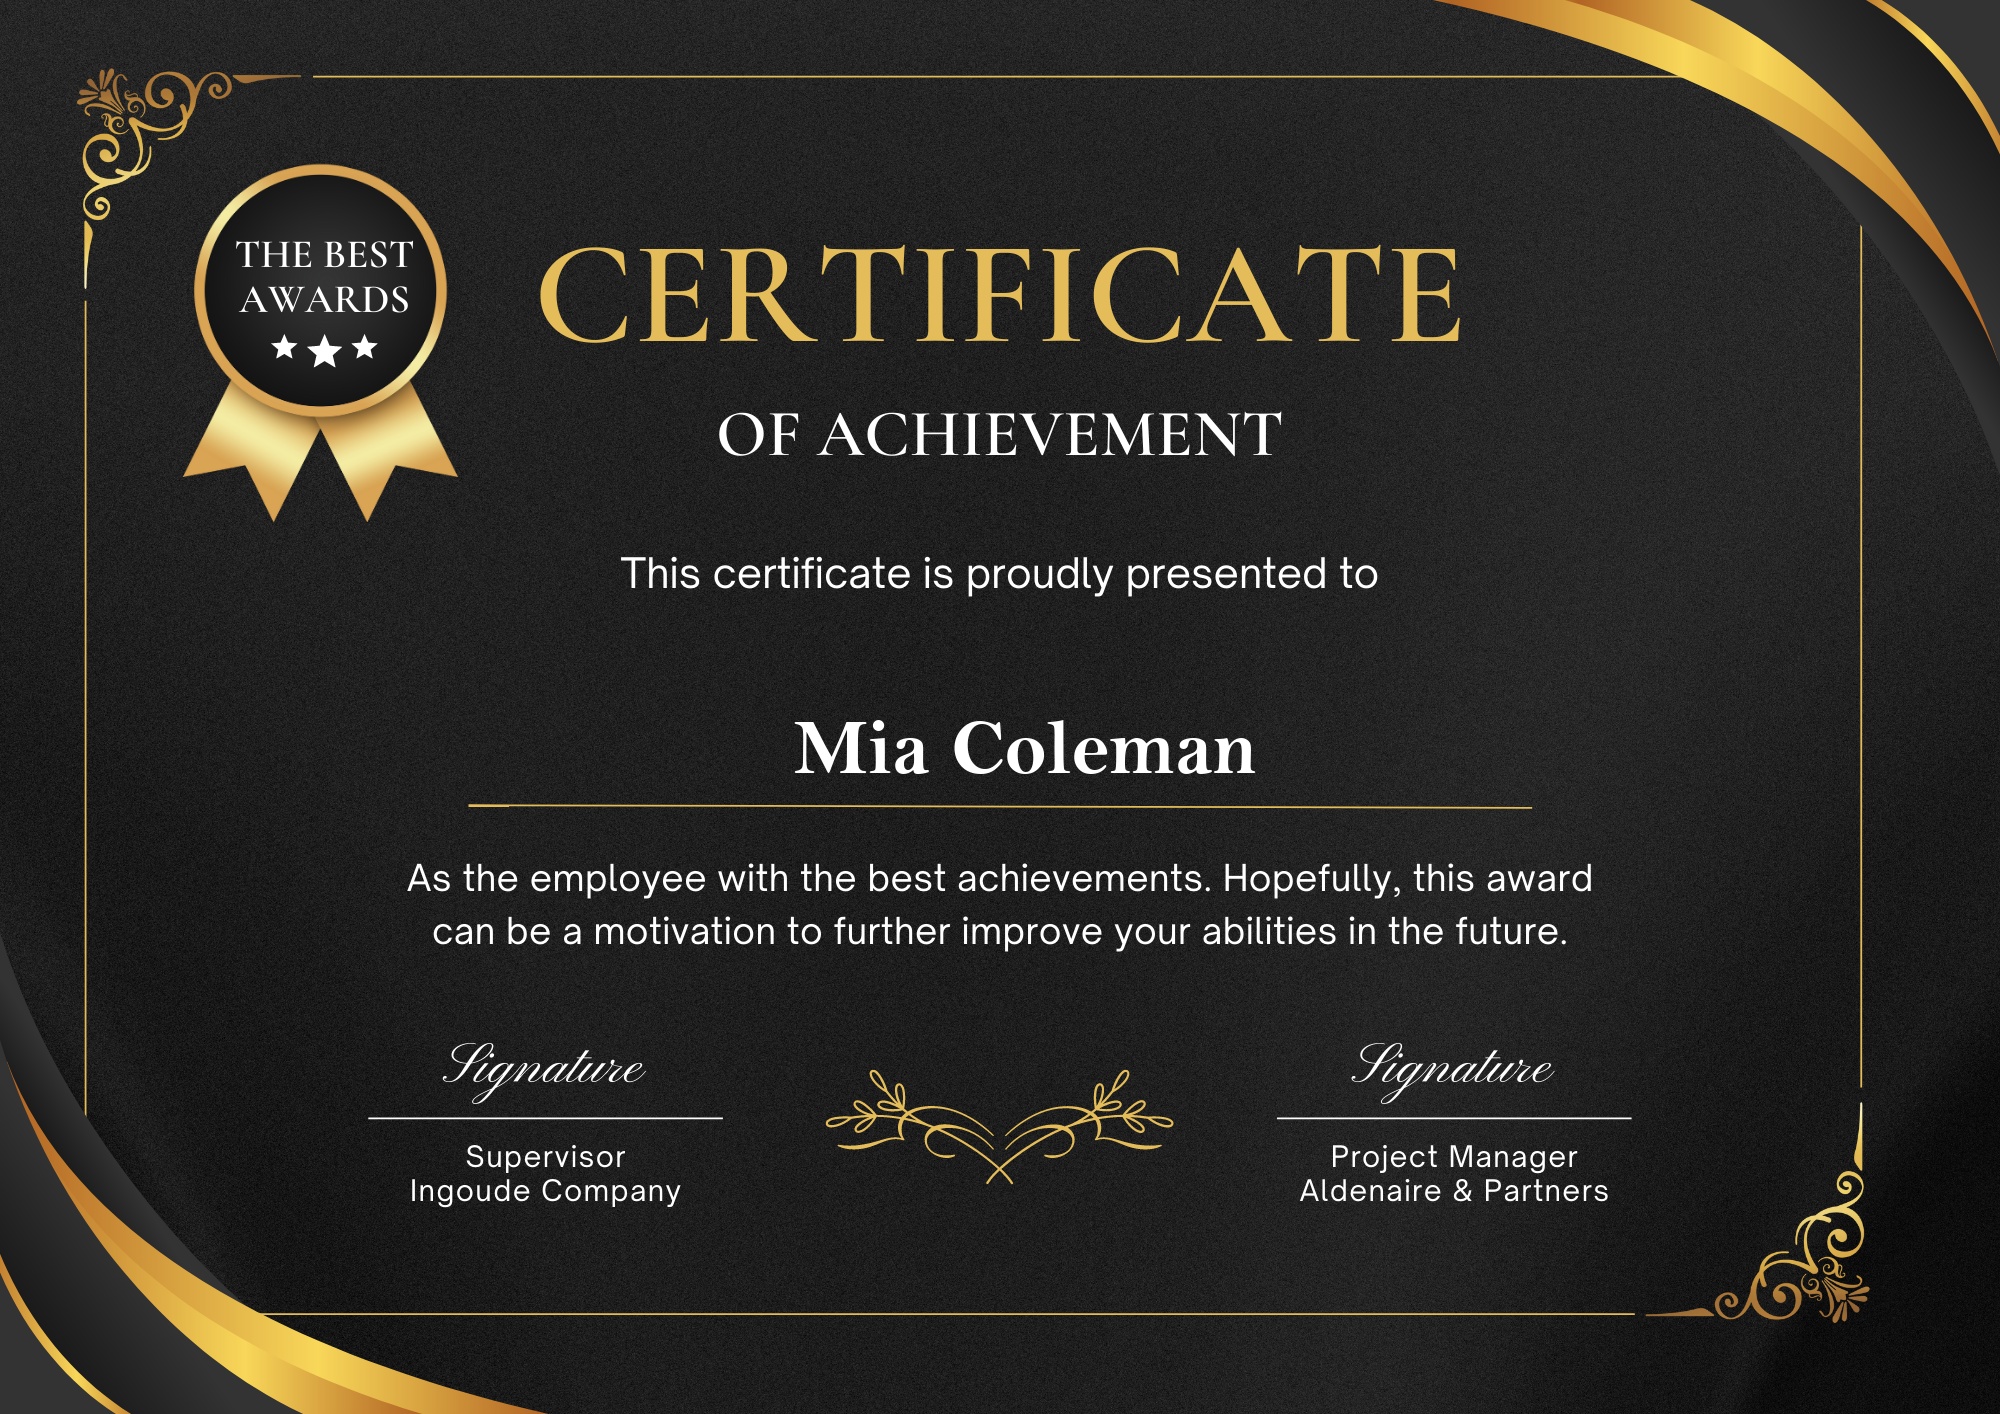 THE BEST
AWARDS
CERTIFICATE
OF ACHIEVEMENT
This certificate is proudly presented to
Mia Coleman
As the employee with the best achievements. Hopefully, this award
can be a motivation to further improve your abilities in the future.
Signature
Supervisor
Ingoude Company
Signature
Project Manager
Aldenaire & Partners